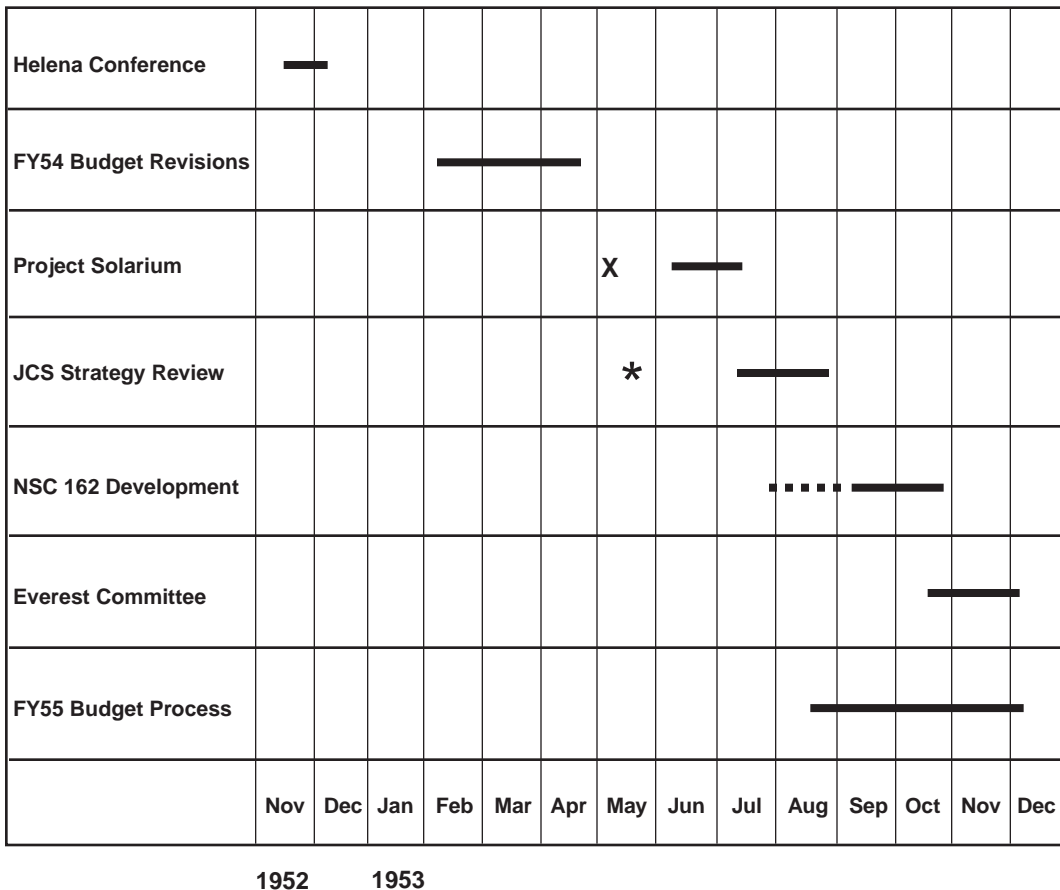 Helena Conference
FY54 Budget Revisions
Project Solarium X
JCS Strategy Review *
NSC 162 Development
Everest Committee
FY55 Budget Process
Nov Dec Jan Feb Mar Apr May Jun Jul Aug Sep Oct Nov Dec
1952 1953